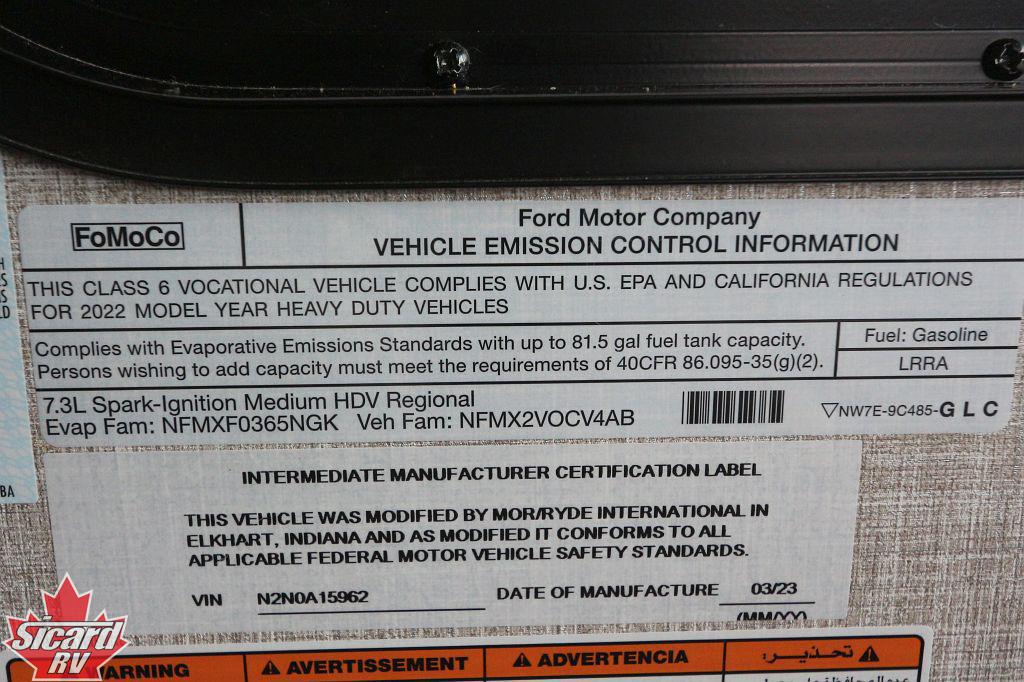 FoMoCo
Ford Motor Company
VEHICLE EMISSION CONTROL INFORMATION
THIS CLASS 6 VOCATIONAL VEHICLE COMPLIES WITH U.S. EPA AND CALIFORNIA REGULATIONS
FOR 2022 MODEL YEAR HEAVY DUTY VEHICLES
Complies with Evaporative Emissions Standards with up to 81.5 gal fuel tank capacity.
Persons wishing to add capacity must meet the requirements of 40CFR 86.095-35(g)(2).
Fuel: Gasoline
LRRA
7.3L Spark-Ignition Medium HDV Regional
Evap Fam: NFMXF0365NGK Veh Fam: NFMX2VOCV4AB
▽NW7E-9C485-G L C
BA
INTERMEDIATE MANUFACTURER CERTIFICATION LABEL
THIS VEHICLE WAS MODIFIED BY MOR/RYDE INTERNATIONAL IN
ELKHART, INDIANA AND AS MODIFIED IT CONFORMS TO ALL
APPLICABLE FEDERAL MOTOR VEHICLE SAFETY STANDARDS.
VIN N2N0A15962 DATE OF MANUFACTURE 03/23
(MM/YY)
Sicard
RV
ARNING
AVERTISSEMENT
ADVERTENCIA
تحذير: